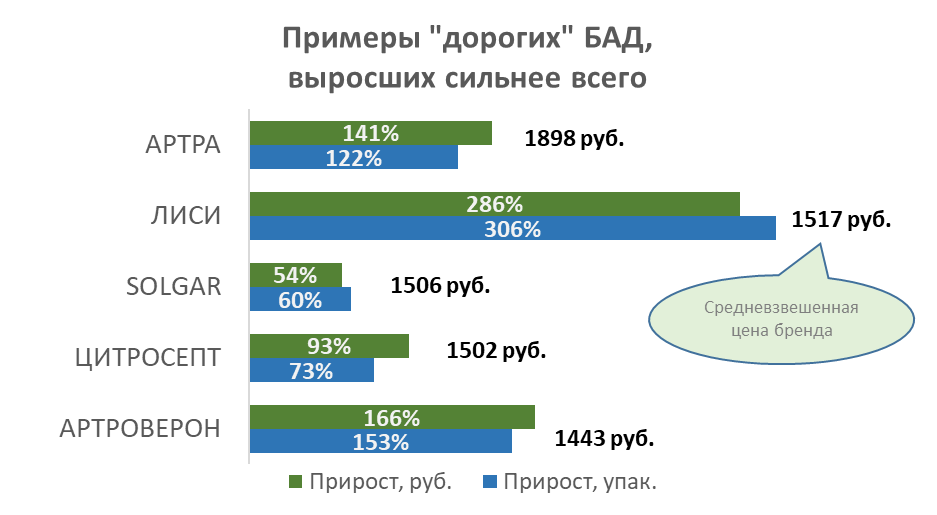 Примеры "дорогих" БАД,
выросших сильнее всего
АРТРА
141%
122%
1898 руб.
ЛИСИ
286%
306%
1517 руб.
SOLGAR
54%
60%
1506 руб.
Средневзвешенная
цена бренда
ЦИТРОСЕПТ
93%
73%
1502 руб.
АРТРОВЕРОН
166%
153%
1443 руб.
Прирост, руб. Прирост, упак.